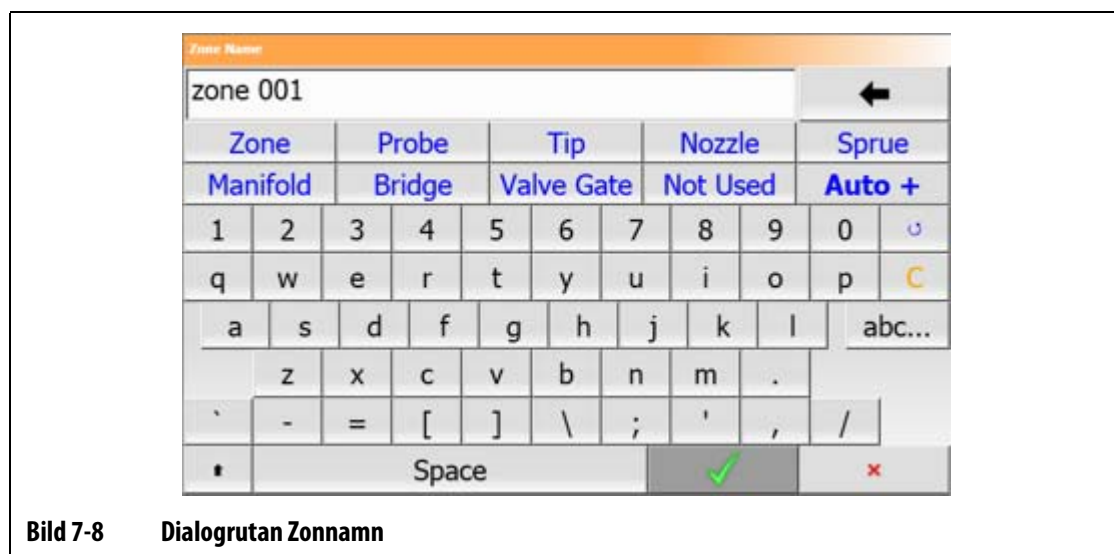 Zone Name
zone 001
Zone Probe Tip Nozzle Sprue
Manifold Bridge Valve Gate Not Used Auto +
1 2 3 4 5 6 7 8 9 0
q w e r t y u i o p C
a s d f g h j k l abc...
z x c v b n m .
` - = [ ] \ ; ' , /
Space
Bild 7-8 Dialogrutan Zonnamn